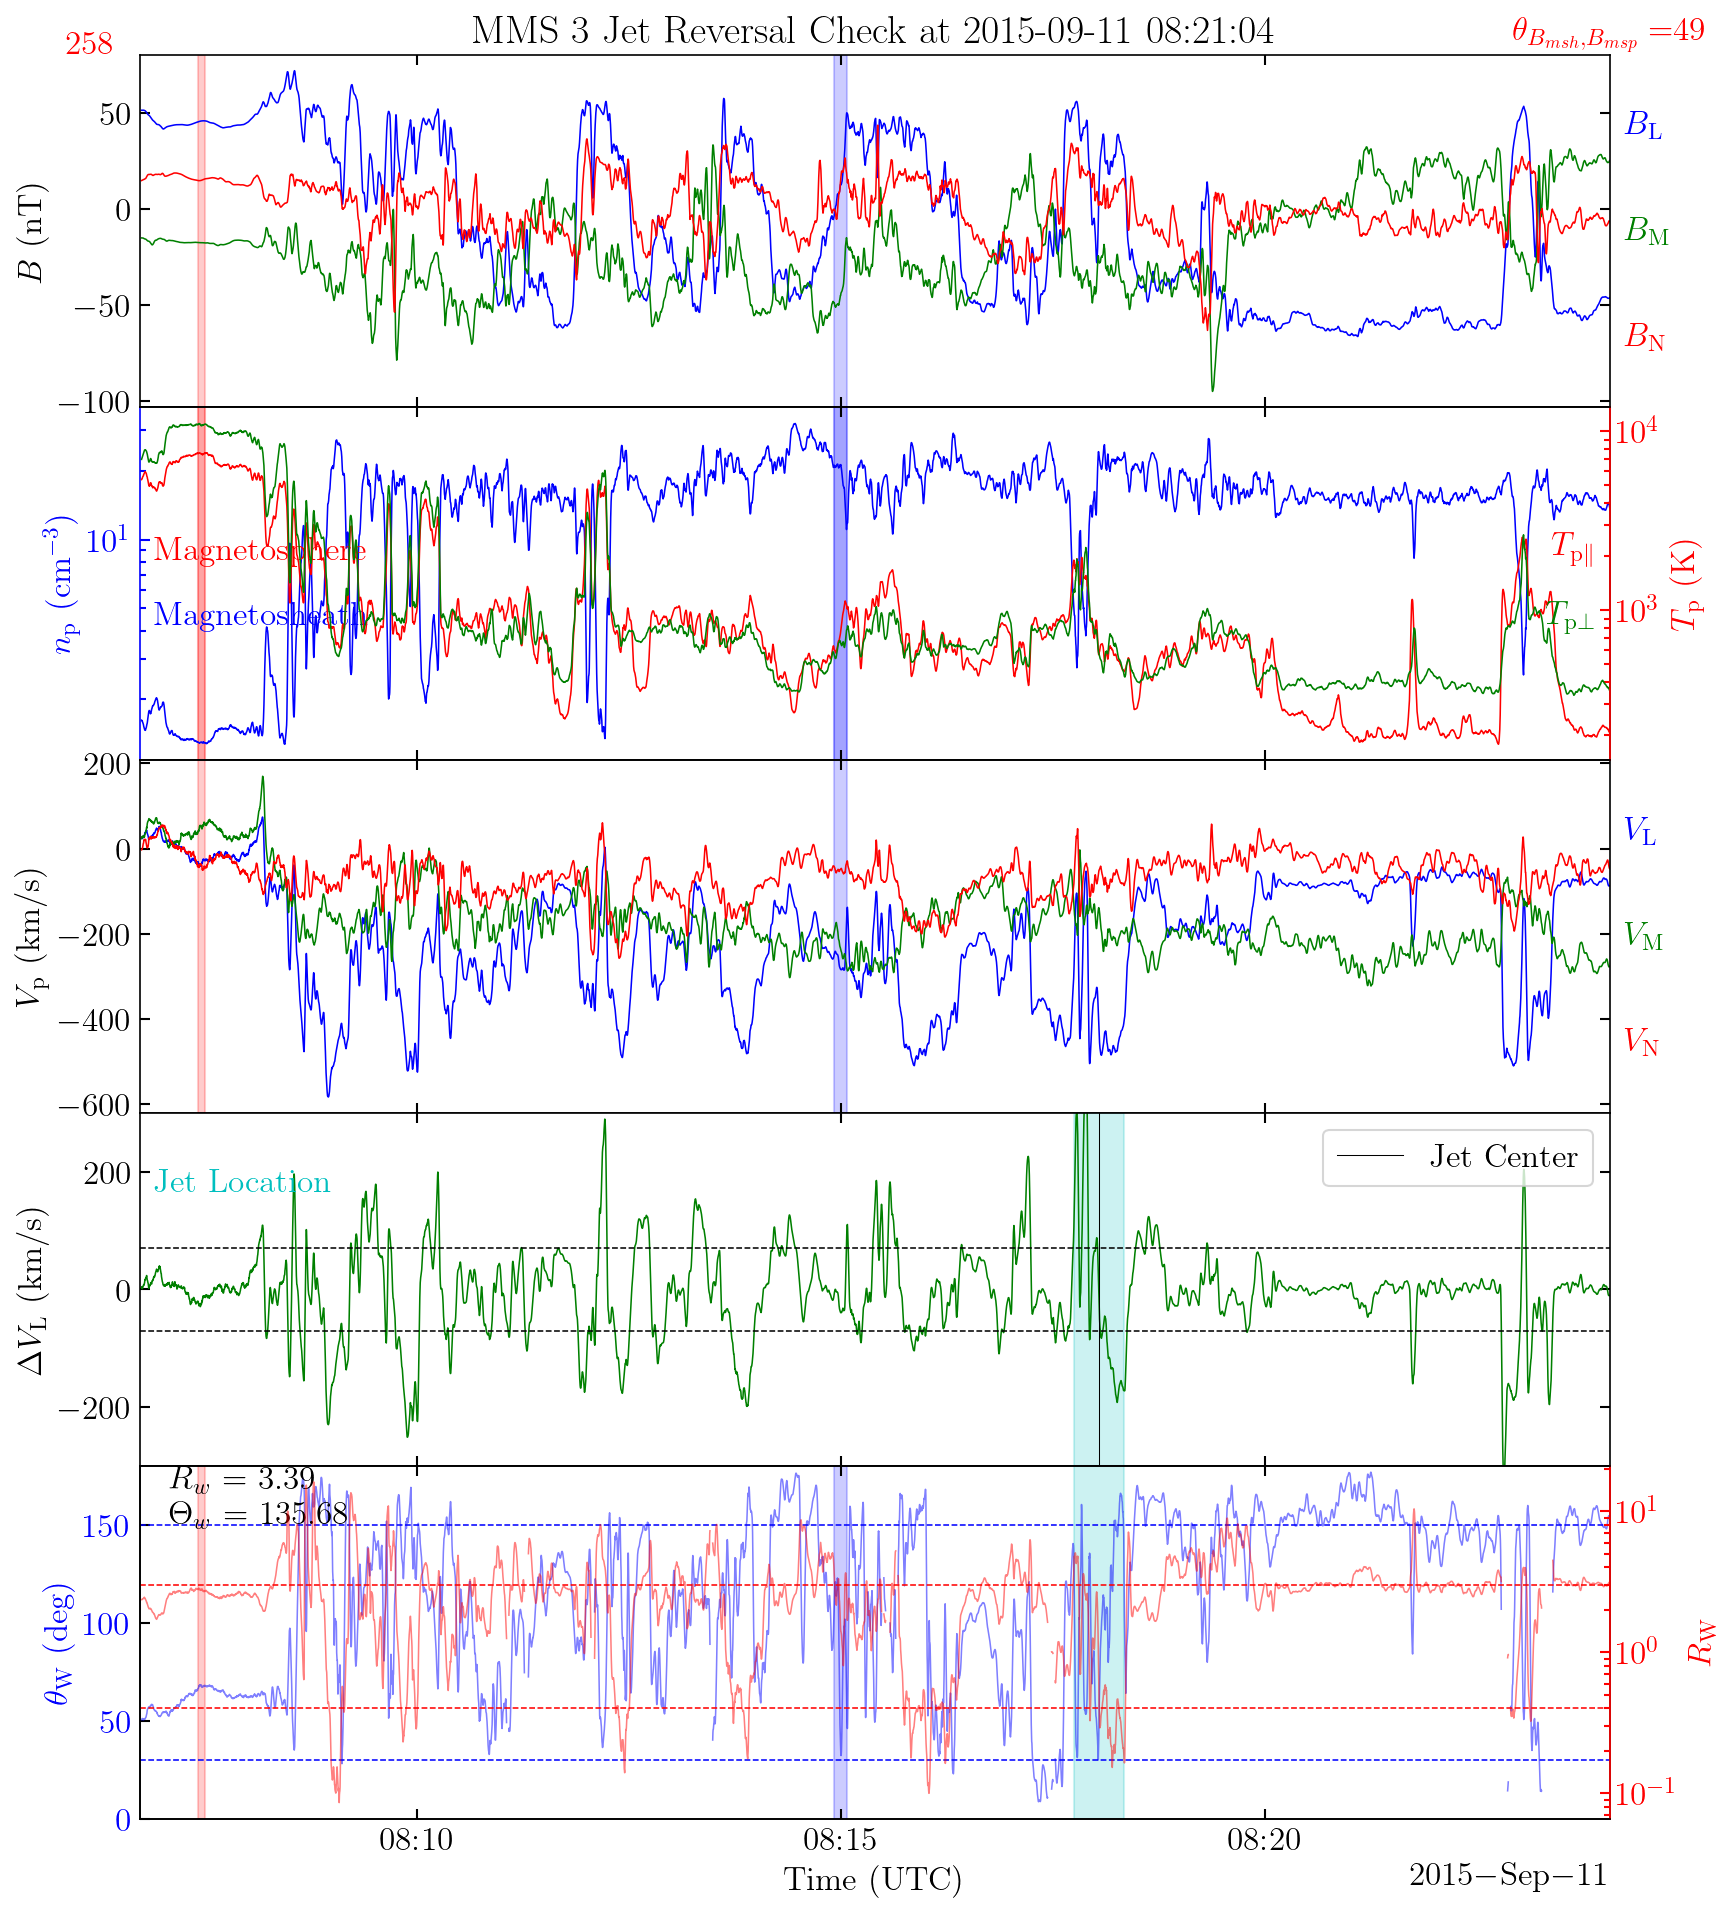 MMS 3 Jet Reversal Check at 2015-09-11 08:21:04
258
θ_{B_{msh},B_{msp}} =49
50
0
−50
−100
B (nT)
B_L
B_M
B_N
10^1
n_p (cm^{−3})
Magnetosphere
Magnetosheath
10^4
10^3
T_{p∥}
T_{p⊥}
T_p (K)
200
0
−200
−400
−600
V_p (km/s)
V_L
V_M
V_N
200
0
−200
ΔV_L (km/s)
Jet Location
Jet Center
R_w = 3.39
Θ_w = 135.68
150
100
50
0
θ_W (deg)
10^1
10^0
10^{−1}
R_W
08:10
08:15
08:20
Time (UTC)
2015−Sep−11